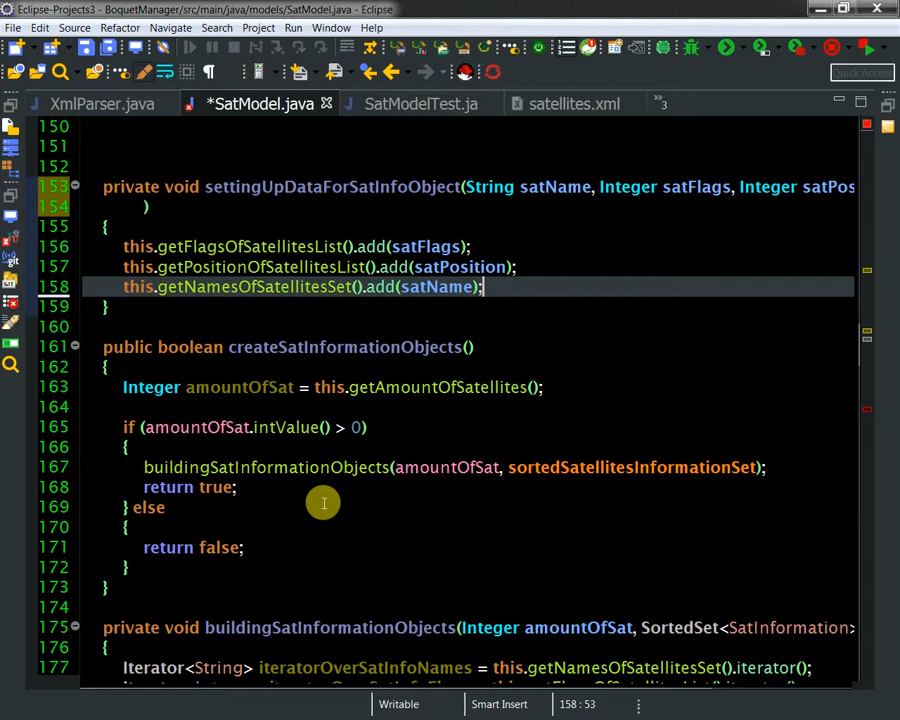 Eclipse-Projects3 - BoquetManager/src/main/java/models/SatModel.java - Eclipse
File Edit Source Refactor Navigate Search Project Run Window Help
Quick Access
XmlParser.java *SatModel.java SatModelTest.ja satellites.xml »3
150
151
152
153 private void settingUpDataForSatInfoObject(String satName, Integer satFlags, Integer satPos
154 )
155 {
156 this.getFlagsOfSatellitesList().add(satFlags);
157 this.getPositionOfSatellitesList().add(satPosition);
158 this.getNamesOfSatellitesSet().add(satName);
159 }
160
161 public boolean createSatInformationObjects()
162 {
163 Integer amountOfSat = this.getAmountOfSatellites();
164
165 if (amountOfSat.intValue() > 0)
166 {
167 buildingSatInformationObjects(amountOfSat, sortedSatellitesInformationSet);
168 return true;
169 } else
170 {
171 return false;
172 }
173 }
174
175 private void buildingSatInformationObjects(Integer amountOfSat, SortedSet<SatInformation>
176 {
177 Iterator<String> iteratorOverSatInfoNames = this.getNamesOfSatellitesSet().iterator();
Writable Smart Insert 158 : 53